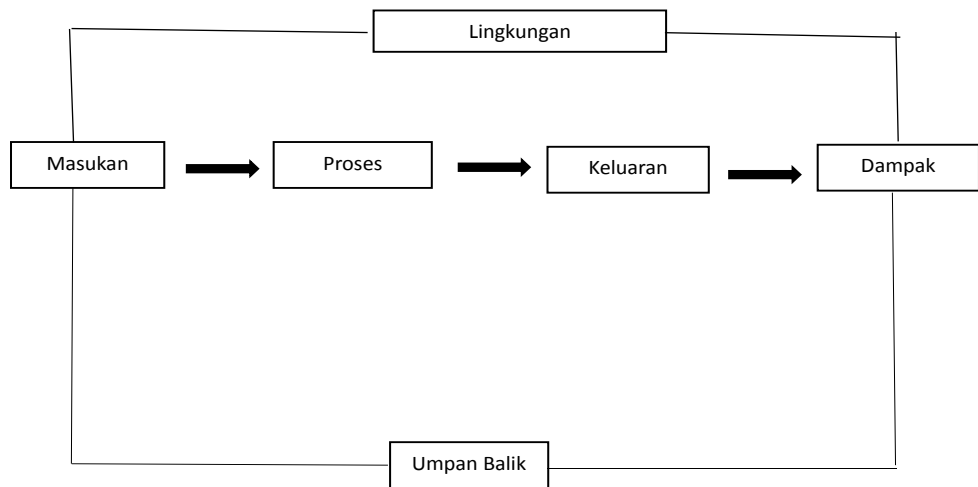 Lingkungan
Masukan
Proses
Keluaran
Dampak
Umpan Balik